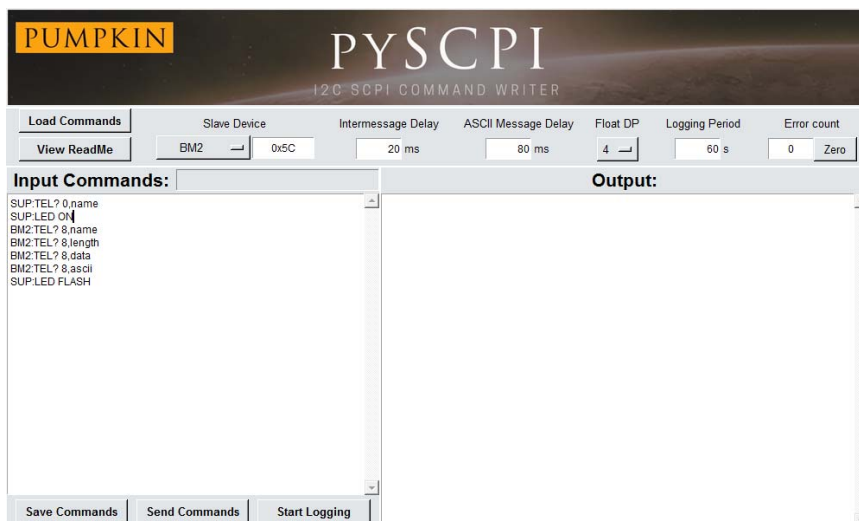 PUMPKIN
PYSCPI
I2C SCPI COMMAND WRITER
Load Commands
View ReadMe
Slave Device
BM2
0x5C
Intermessage Delay
20 ms
ASCII Message Delay
80 ms
Float DP
4
Logging Period
60 s
Error count
0
Zero
Input Commands:
Output:
SUP:TEL? 0,name
SUP:LED ON
BM2:TEL? 8,name
BM2:TEL? 8,length
BM2:TEL? 8,data
BM2:TEL? 8,ascii
SUP:LED FLASH
Save Commands
Send Commands
Start Logging